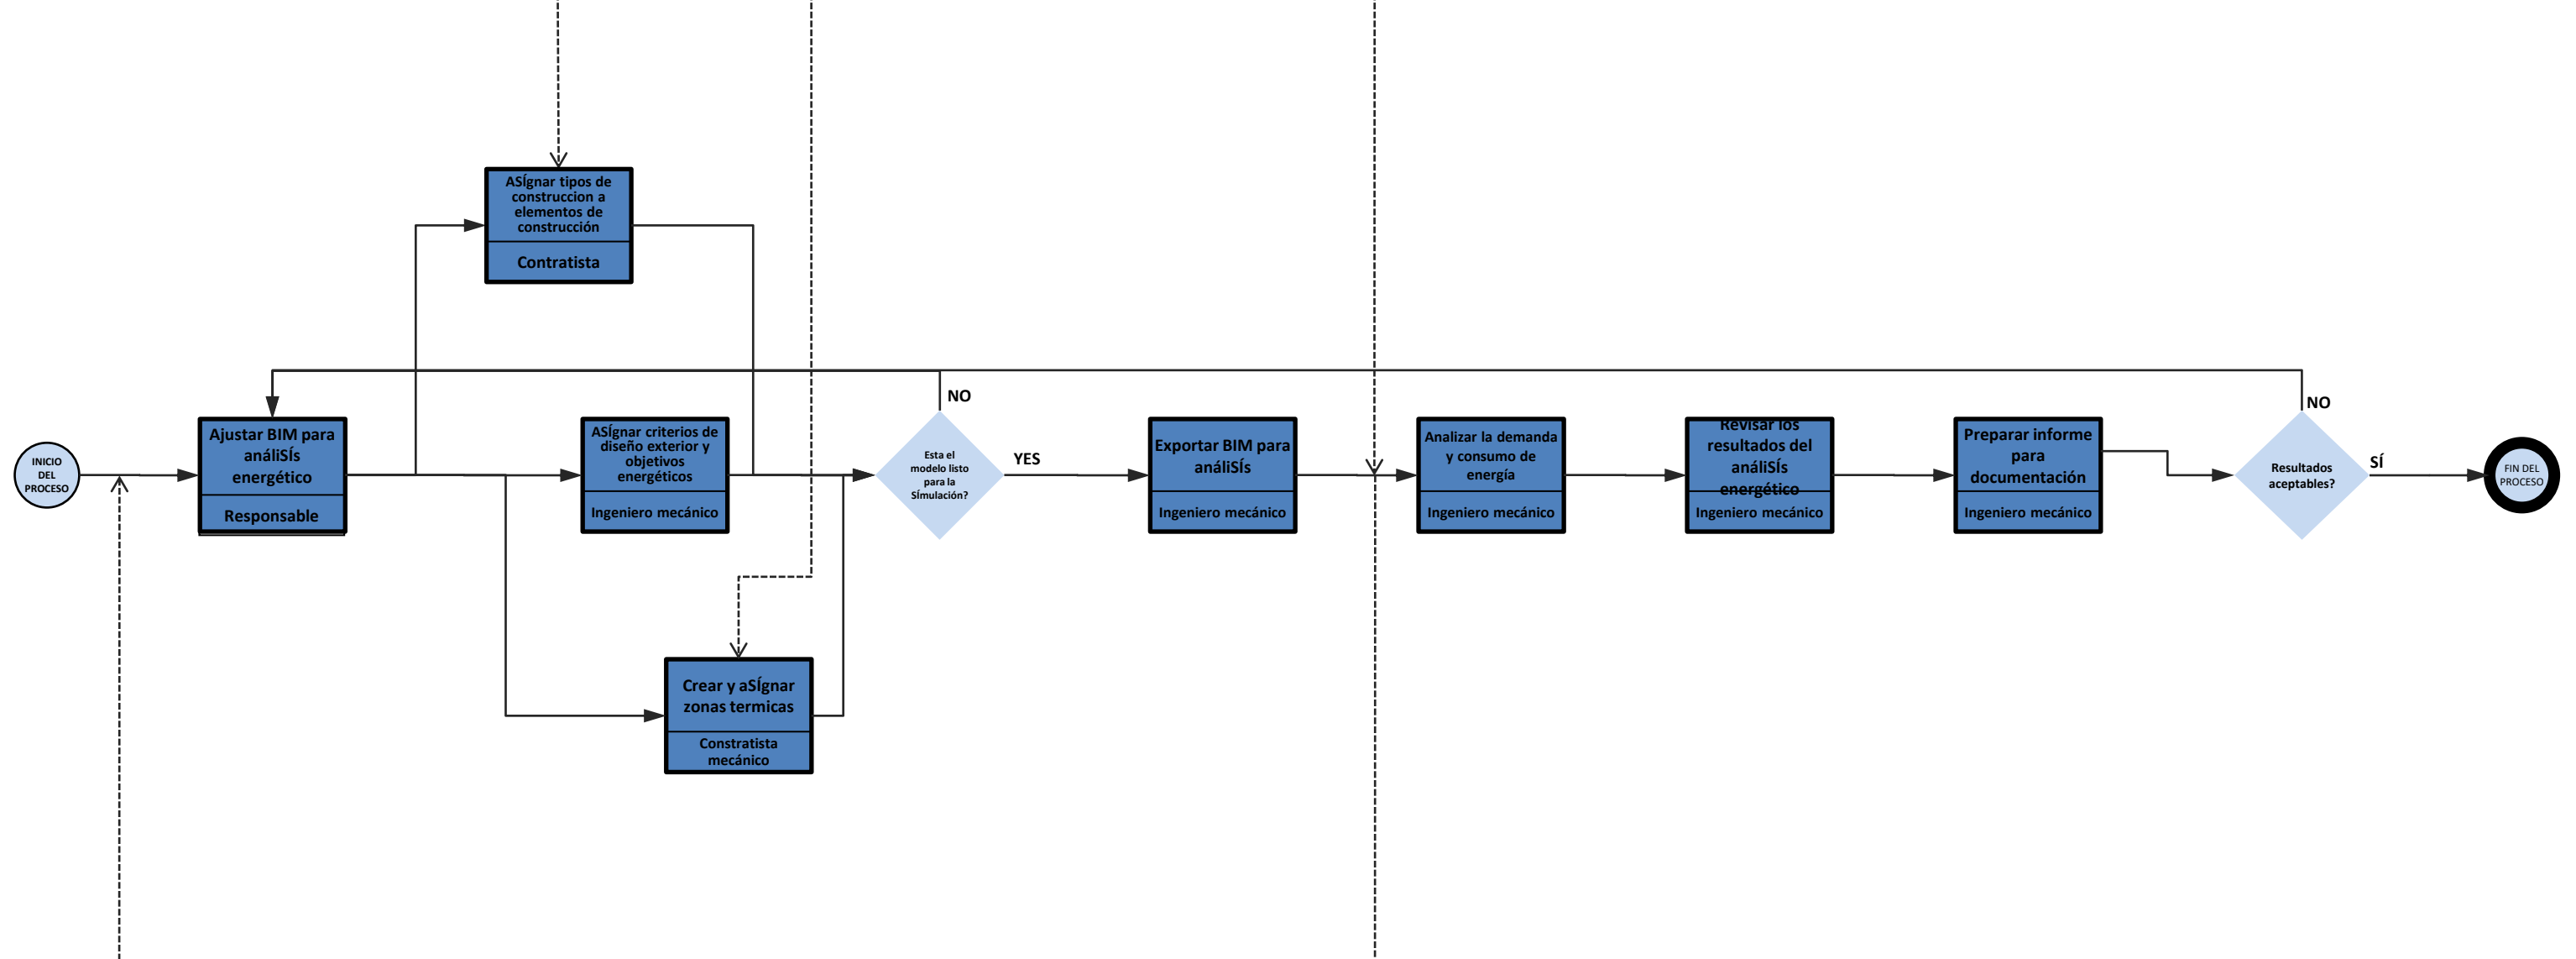 ASÍgnar tipos de
construccion a
elementos de
construcción
Contratista
INICIO
DEL
PROCESO
Ajustar BIM para
análiSÍs
energético
Responsable
ASÍgnar criterios de
diseño exterior y
objetivos
energéticos
Ingeniero mecánico
Crear y aSÍgnar
zonas termicas
Constratista
mecánico
NO
Esta el
modelo listo
para la
SÍmulación?
YES
Exportar BIM para
análiSÍs
Ingeniero mecánico
Analizar la demanda
y consumo de
energía
Ingeniero mecánico
Revisar los
resultados del
análiSÍs
energético
Ingeniero mecánico
Preparar informe
para
documentación
Ingeniero mecánico
NO
Resultados
aceptables?
SÍ
FIN DEL
PROCESO